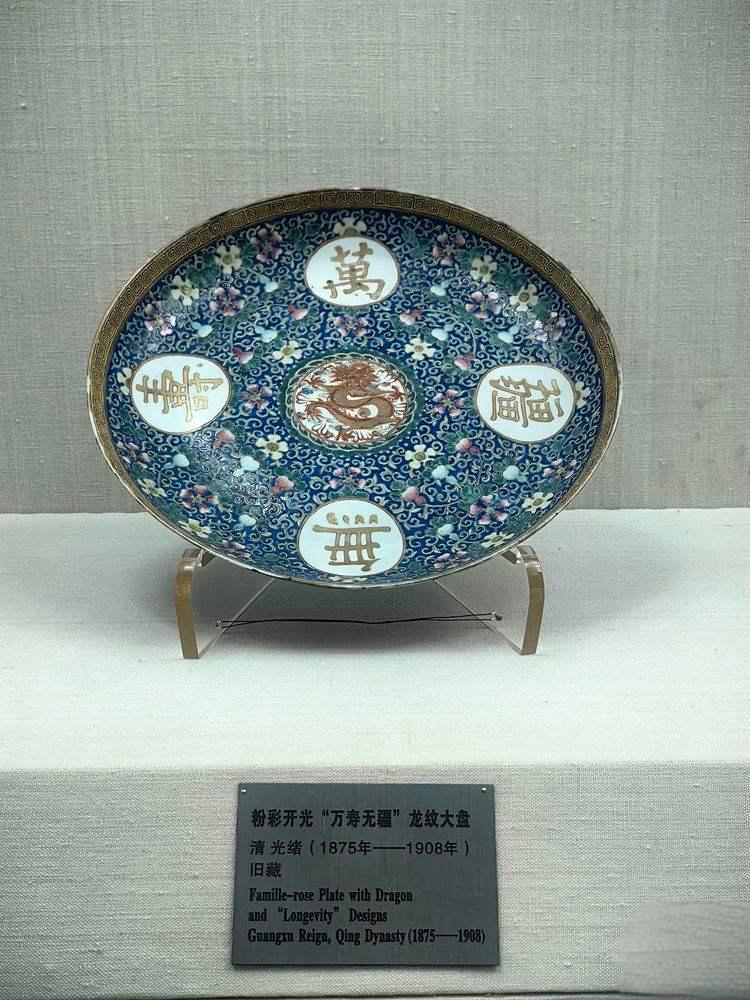 萬
壽
疆
無
粉彩开光“万寿无疆”龙纹大盘
清 光绪（1875年——1908年）
旧藏
Famille-rose Plate with Dragon
and “Longevity” Designs
Guangxu Reign, Qing Dynasty (1875——1908)